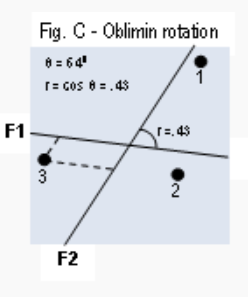 Fig. C - Oblimin rotation
θ = 64°
r = cos θ = .43
1
r=.43
F1
3
2
F2